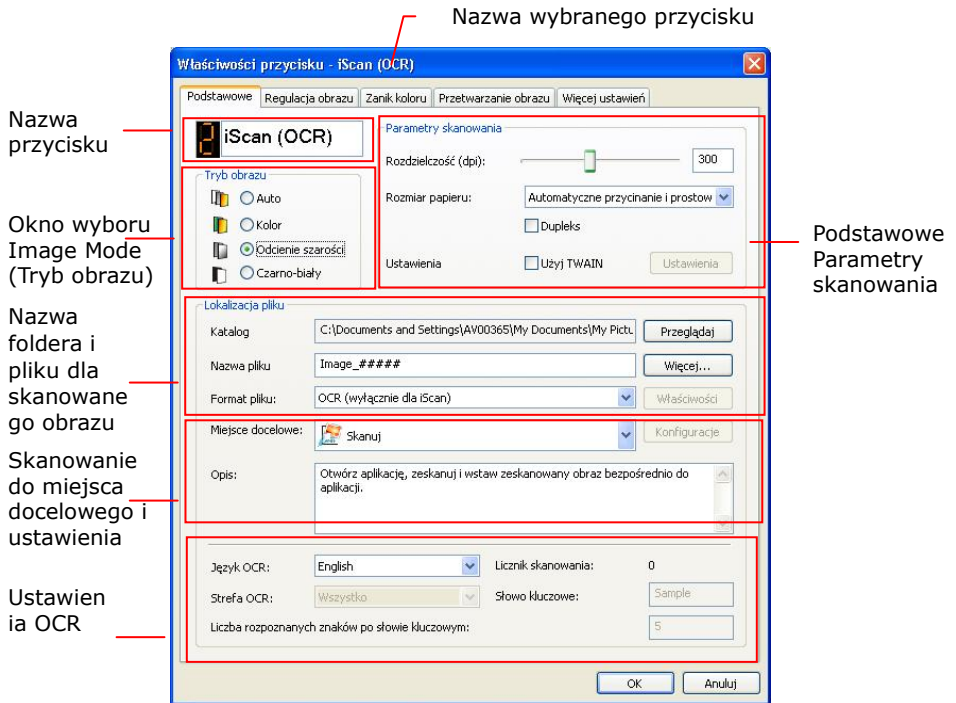 Nazwa wybranego przycisku
Właściwości przycisku - iScan (OCR)
Podstawowe Regulacja obrazu Zanik koloru Przetwarzanie obrazu Więcej ustawień
Nazwa
przycisku
2 iScan (OCR)
Tryb obrazu
Auto
Kolor
Odcienie szarości
Czarno-biały
Okno wyboru
Image Mode
(Tryb obrazu)
Parametry skanowania
Rozdzielczość (dpi): 300
Rozmiar papieru: Automatyczne przycinanie i prostow
Dupleks
Ustawienia Użyj TWAIN Ustawienia
Podstawowe
Parametry
skanowania
Nazwa
foldera i
pliku dla
skanowane
go obrazu
Lokalizacja pliku
Katalog C:\Documents and Settings\AV00365\My Documents\My Pictu Przeglądaj
Nazwa pliku Image_##### Więcej...
Format pliku: OCR (wyłącznie dla iScan) Właściwości
Skanowanie
do miejsca
docelowego i
ustawienia
Miejsce docelowe: Skanuj Konfiguracje
Opis: Otwórz aplikację, zeskanuj i wstaw zeskanowany obraz bezpośrednio do
aplikacji.
Ustawien
ia OCR
Język OCR: English Licznik skanowania: 0
Strefa OCR: Wszystko Słowo kluczowe: Sample
Liczba rozpoznanych znaków po słowie kluczowym: 5
OK Anuluj